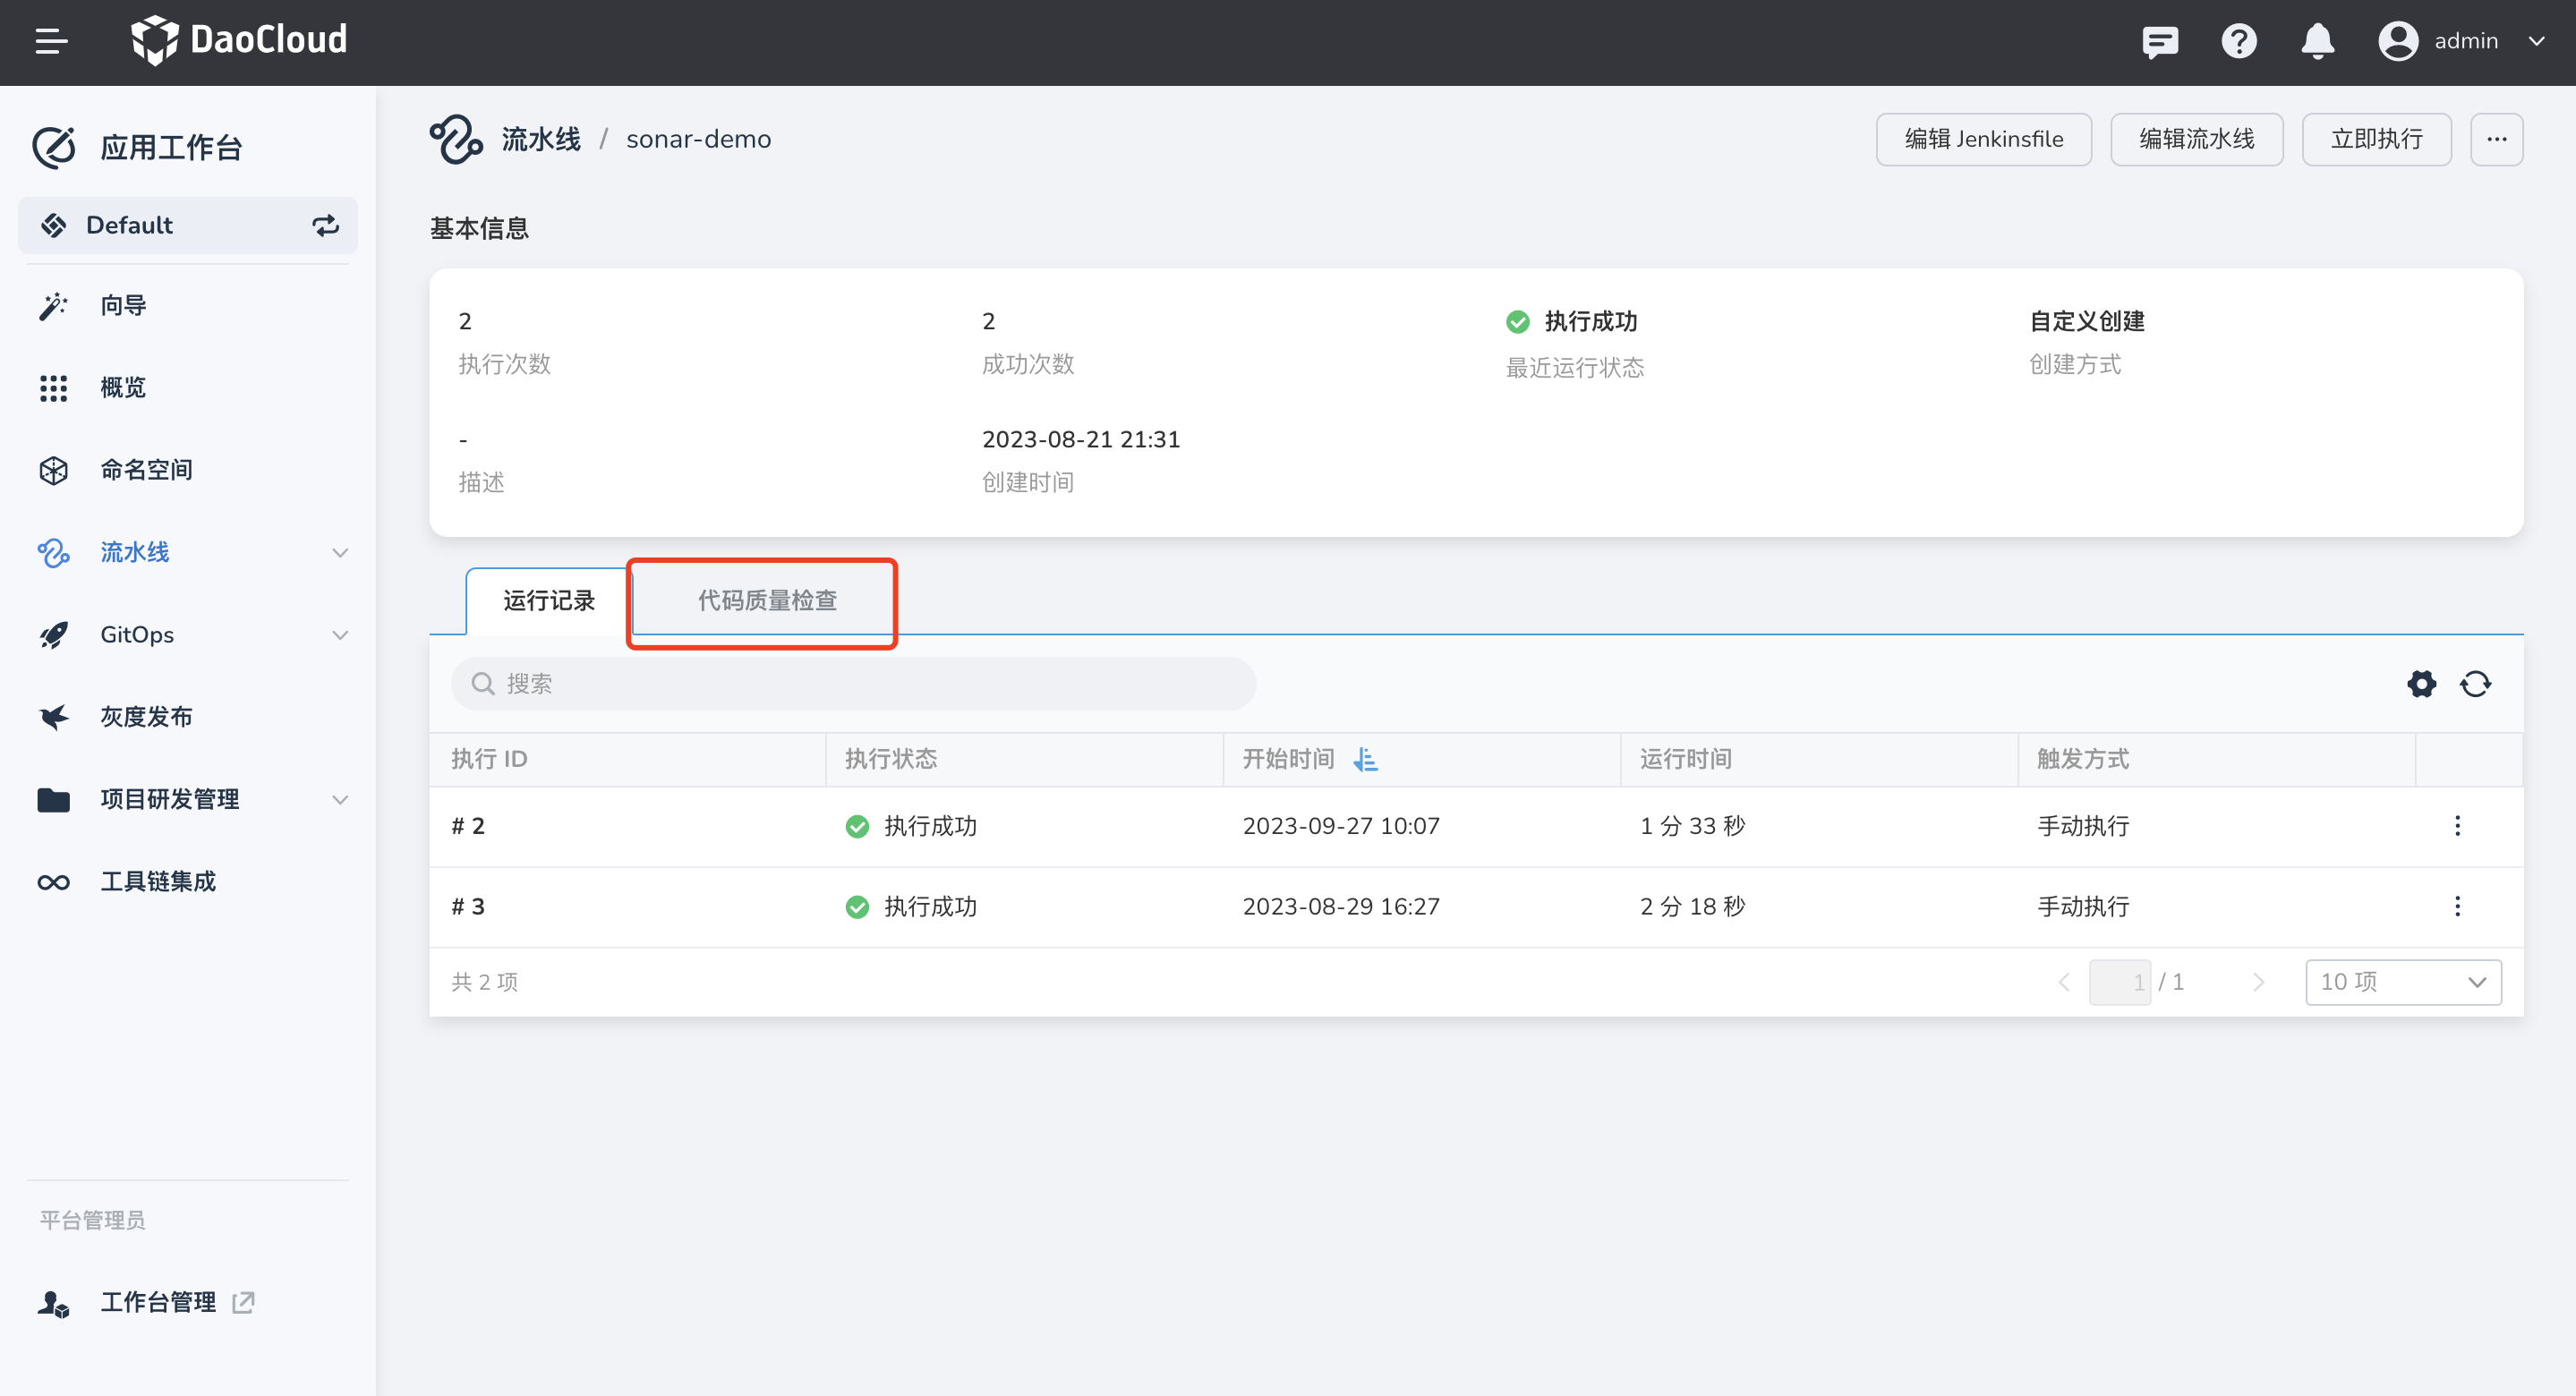 DaoCloud
admin
应用工作台
Default
向导
概览
命名空间
流水线
GitOps
灰度发布
项目研发管理
工具链集成
平台管理员
工作台管理
流水线 / sonar-demo
编辑 Jenkinsfile
编辑流水线
立即执行
基本信息
2
执行次数
2
成功次数
执行成功
最近运行状态
自定义创建
创建方式
-
描述
2023-08-21 21:31
创建时间
运行记录
代码质量检查
搜索
执行 ID 执行状态 开始时间 运行时间 触发方式
# 2 执行成功 2023-09-27 10:07 1 分 33 秒 手动执行
# 3 执行成功 2023-08-29 16:27 2 分 18 秒 手动执行
共 2 项 1 / 1 10 项